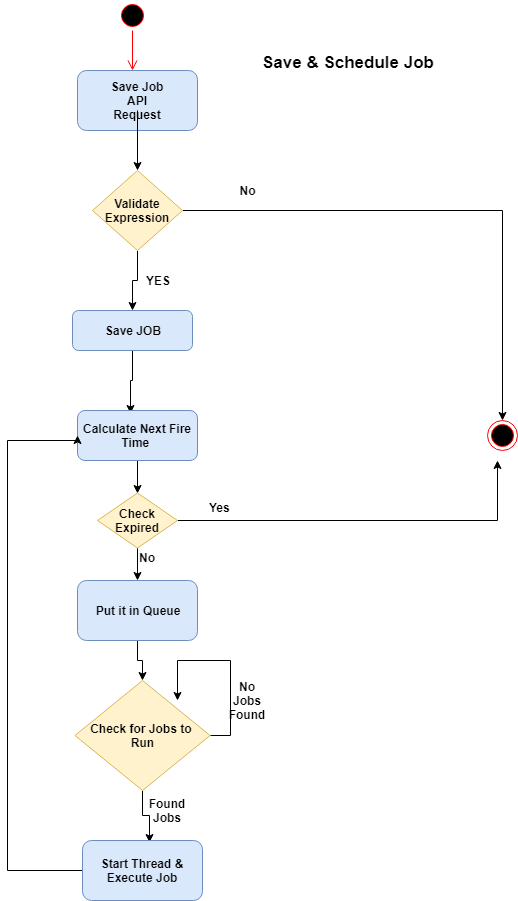 Save & Schedule Job
Save Job
API
Request
Validate
Expression
No
YES
Save JOB
Calculate Next Fire
Time
Check
Expired
Yes
No
Put it in Queue
No
Jobs
Found
Check for Jobs to
Run
Found
Jobs
Start Thread &
Execute Job